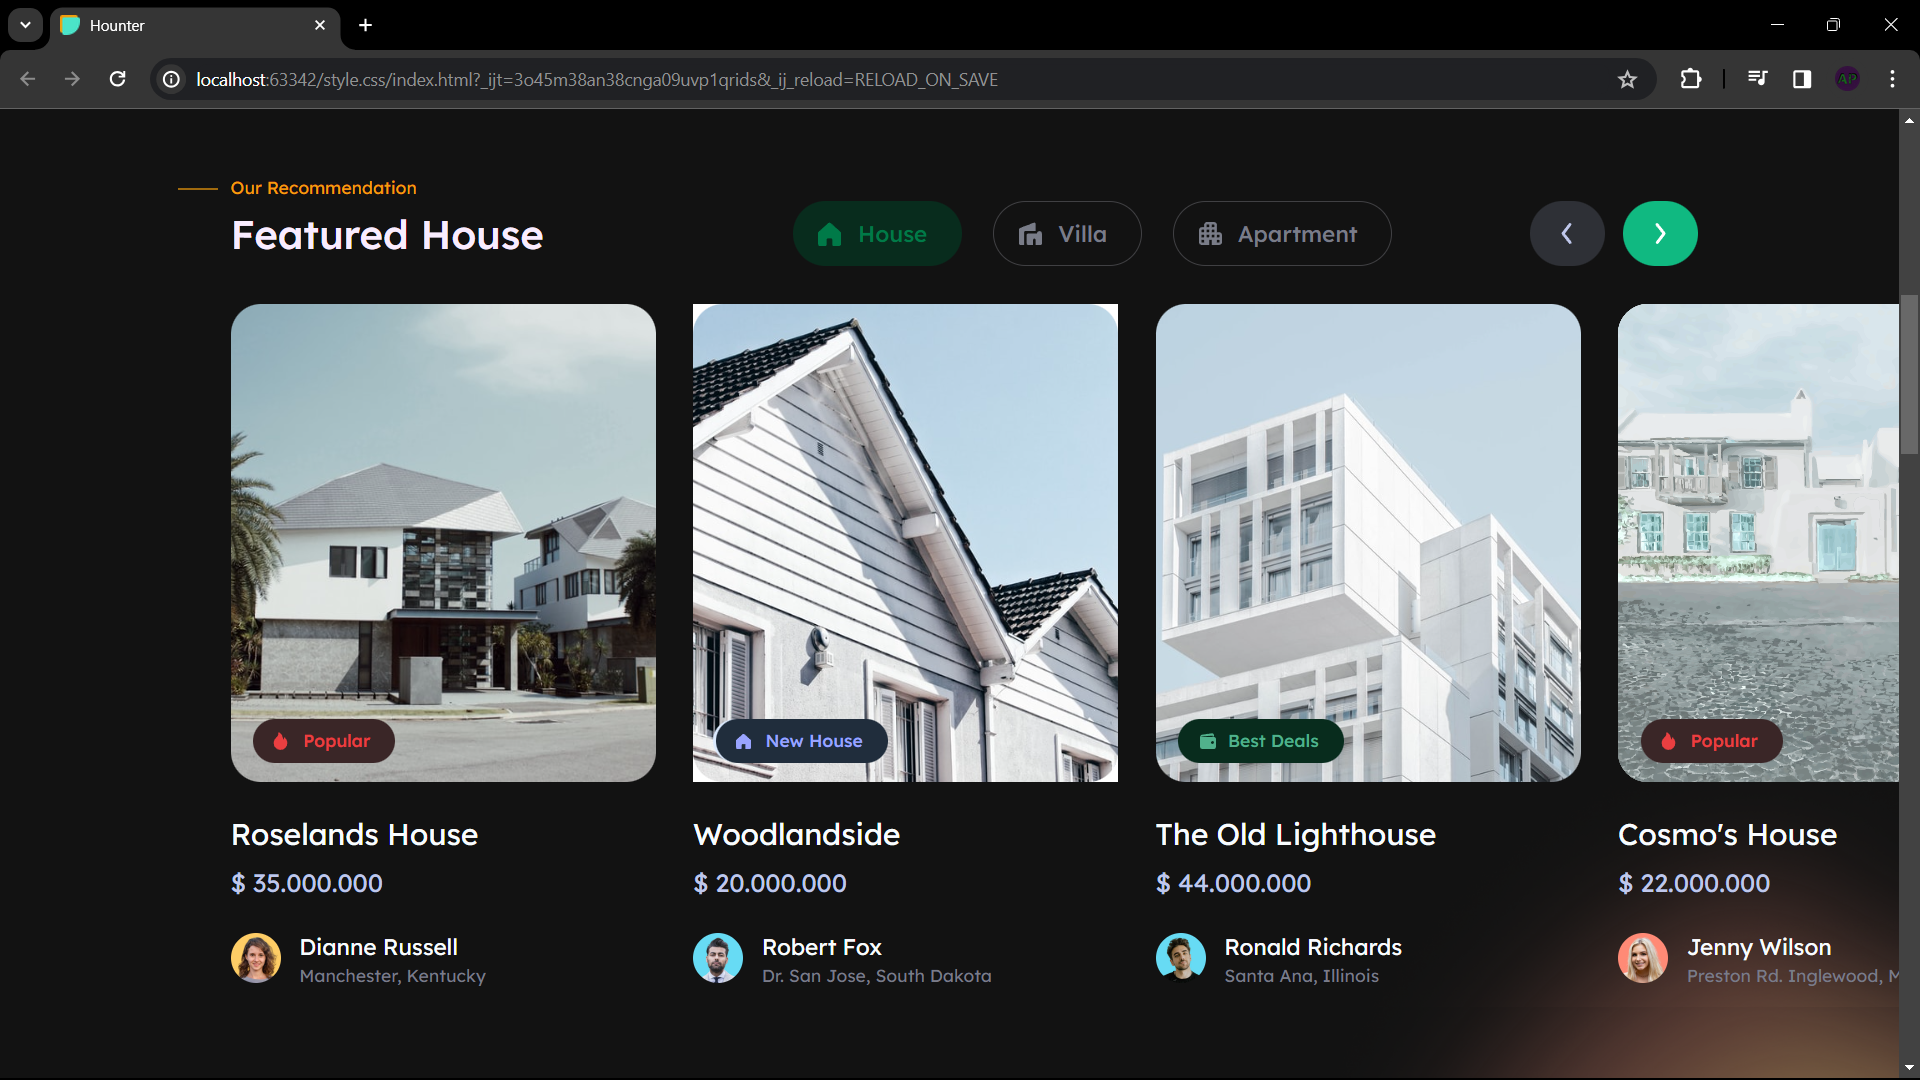 Hounter
localhost:63342/style.css/index.html?_ijt=3o45m38an38cnga09uvp1qrids&_ij_reload=RELOAD_ON_SAVE
AP
Our Recommendation
Featured House
House
Villa
Apartment
Popular
New House
Best Deals
Popular
Roselands House
Woodlandside
The Old Lighthouse
Cosmo's House
$ 35.000.000
$ 20.000.000
$ 44.000.000
$ 22.000.000
Dianne Russell
Robert Fox
Ronald Richards
Jenny Wilson
Manchester, Kentucky
Dr. San Jose, South Dakota
Santa Ana, Illinois
Preston Rd. Inglewood, M